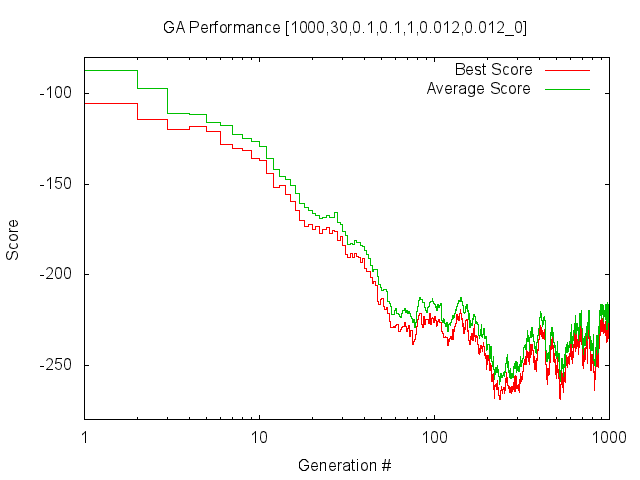 GA Performance [1000,30,0.1,0.1,1,0.012,0.012_0]
Best Score
Average Score
-100
-150
-200
-250
Score
1 10 100 1000
Generation #